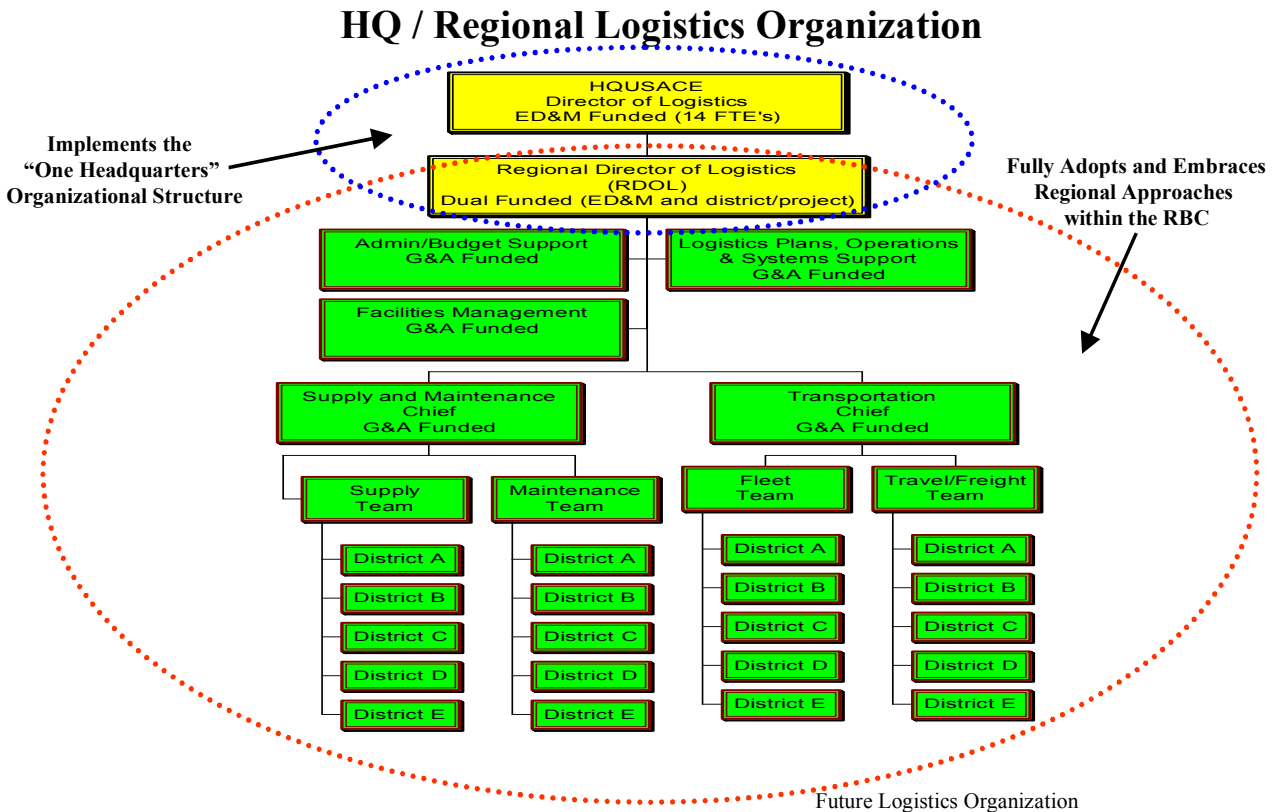 HQ / Regional Logistics Organization
HQUSACE
Director of Logistics
ED&M Funded (14 FTE's)
Implements the
“One Headquarters”
Organizational Structure
Regional Director of Logistics
(RDOL)
Dual Funded (ED&M and district/project)
Fully Adopts and Embraces
Regional Approaches
within the RBC
Admin/Budget Support
G&A Funded
Logistics Plans, Operations
& Systems Support
G&A Funded
Facilities Management
G&A Funded
Supply and Maintenance
Chief
G&A Funded
Transportation
Chief
G&A Funded
Supply
Team
District A
District B
District C
District D
District E
Maintenance
Team
District A
District B
District C
District D
District E
Fleet
Team
District A
District B
District C
District D
District E
Travel/Freight
Team
District A
District B
District C
District D
District E
Future Logistics Organization